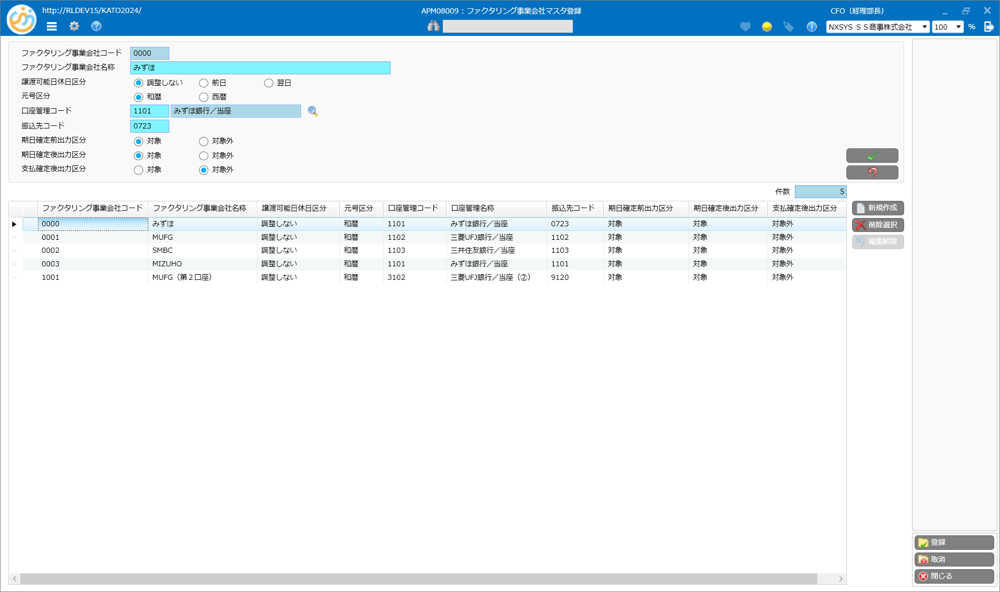 http://RLDEV15/KATO2024/
APM08009：ファクタリング事業会社マスタ登録
CFO（経理部長）
NXSYS ＳＳ商事株式会社
100
%
ファクタリング事業会社コード 0000
ファクタリング事業会社名称 みずほ
譲渡可能日休日区分 調整しない 前日 翌日
元号区分 和暦 西暦
口座管理コード 1101 みずほ銀行／当座
振込先コード 0723
期日確定前出力区分 対象 対象外
期日確定後出力区分 対象 対象外
支払確定後出力区分 対象 対象外
件数 5
ファクタリング事業会社コード ファクタリング事業会社名称 譲渡可能日休日区分 元号区分 口座管理コード 口座管理名称 振込先コード 期日確定前出力区分 期日確定後出力区分 支払確定後出力区分
0000 みずほ 調整しない 和暦 1101 みずほ銀行／当座 0723 対象 対象 対象外
0001 MUFG 調整しない 和暦 1102 三菱UFJ銀行／当座 1102 対象 対象 対象外
0002 SMBC 調整しない 和暦 1103 三井住友銀行／当座 1103 対象 対象 対象外
0003 MIZUHO 調整しない 和暦 1101 みずほ銀行／当座 1101 対象 対象 対象外
1001 MUFG（第２口座） 調整しない 和暦 3102 三菱UFJ銀行／当座（②） 9120 対象 対象 対象外
新規作成
削除選択
編集解除
登録
取消
閉じる